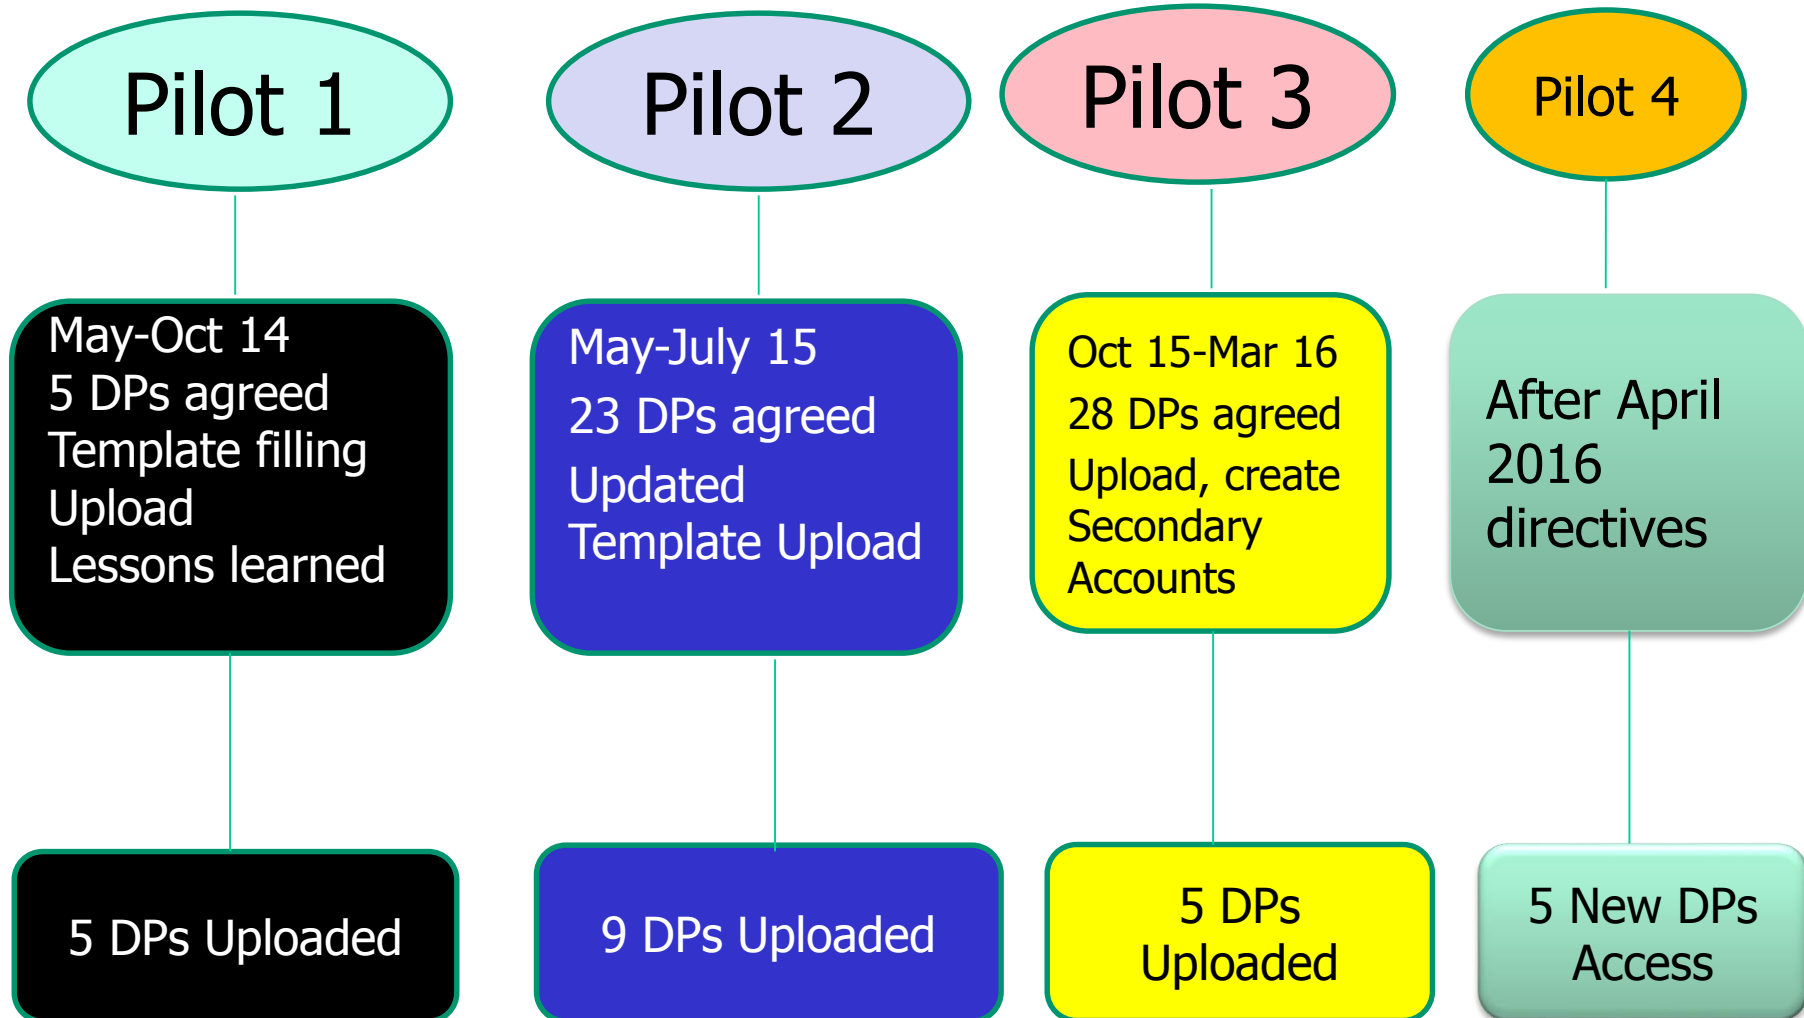 Pilot 1
Pilot 2
Pilot 3
Pilot 4
May-Oct 14
5 DPs agreed
Template filling
Upload
Lessons learned
May-July 15
23 DPs agreed
Updated
Template Upload
Oct 15-Mar 16
28 DPs agreed
Upload, create
Secondary
Accounts
After April
2016
directives
5 DPs Uploaded
9 DPs Uploaded
5 DPs
Uploaded
5 New DPs
Access